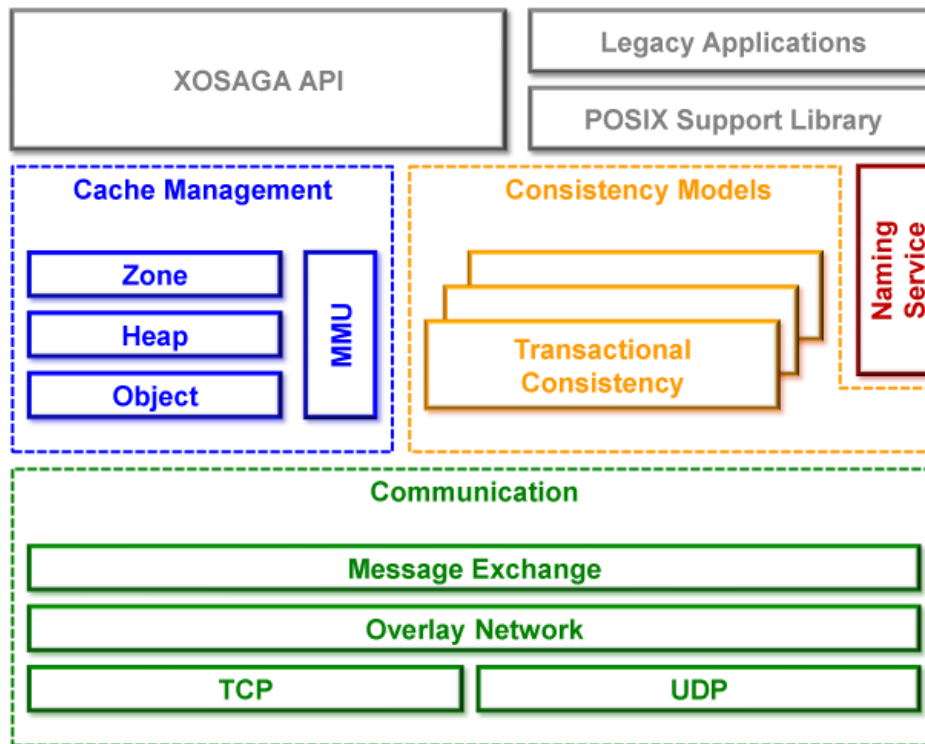 XOSAGA API
Legacy Applications
POSIX Support Library
Cache Management
Zone
Heap
Object
MMU
Consistency Models
Transactional
Consistency
Naming
Service
Communication
Message Exchange
Overlay Network
TCP
UDP